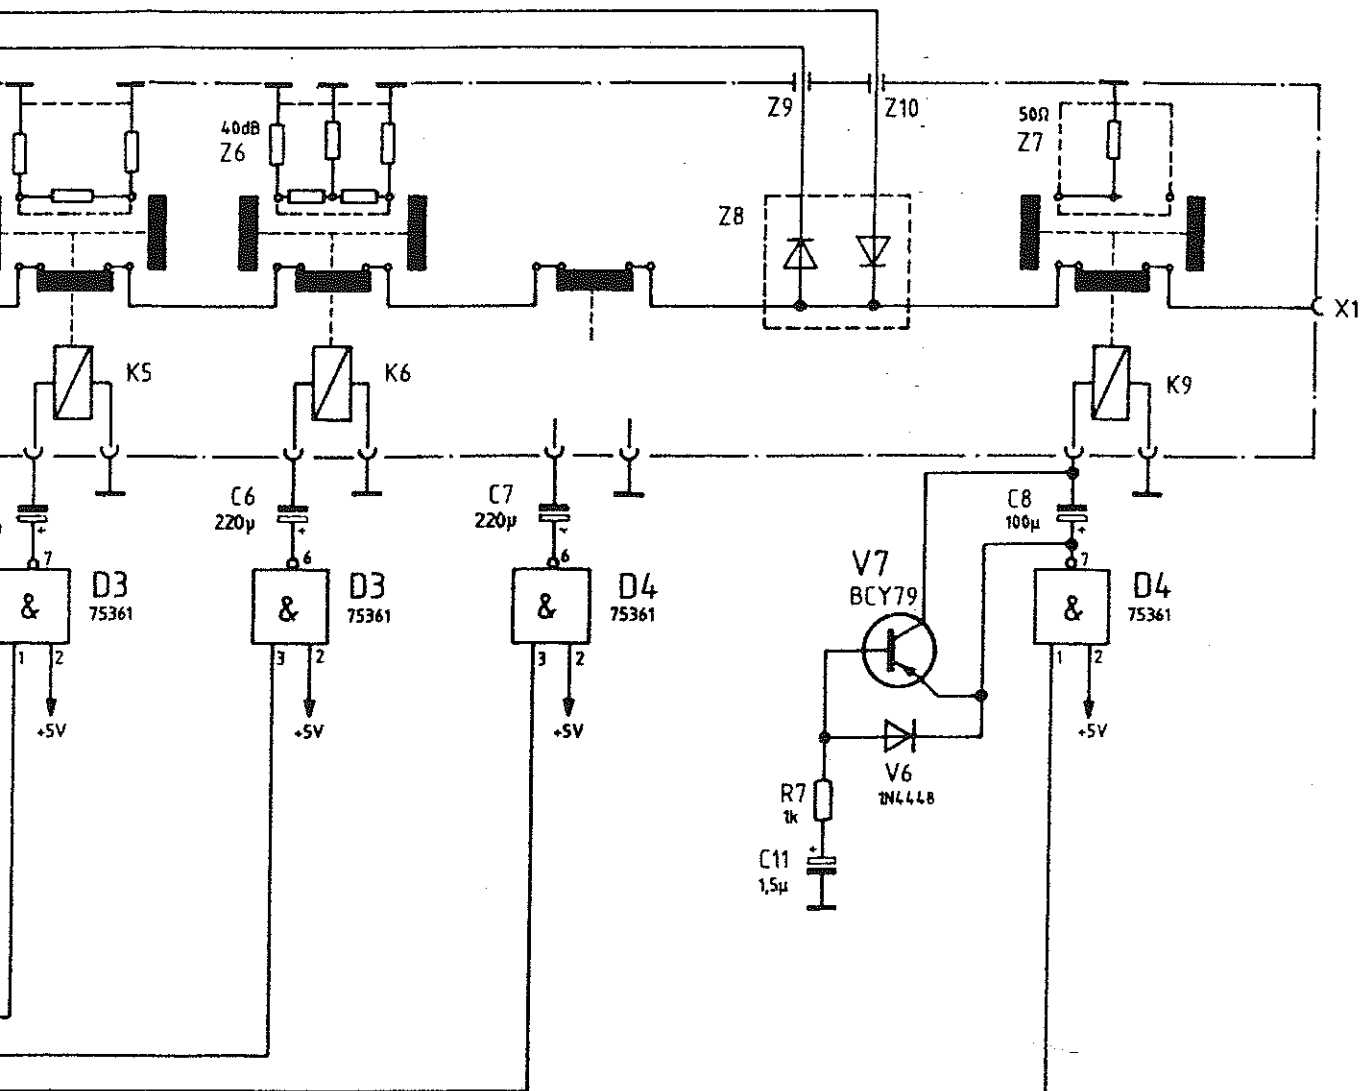 Z9
Z10
40dB
Z6
50Ω
Z7
Z8
X1
K5
K6
K9
C6
220µ
C7
220µ
C8
100µ
+
+
+
7
6
6
7
D3
75361
D3
75361
D4
75361
V7
BCY79
D4
75361
&
&
&
&
1
2
3
2
3
2
1
2
+5V
+5V
+5V
+5V
V6
1N4448
R7
1k
+
C11
1,5µ